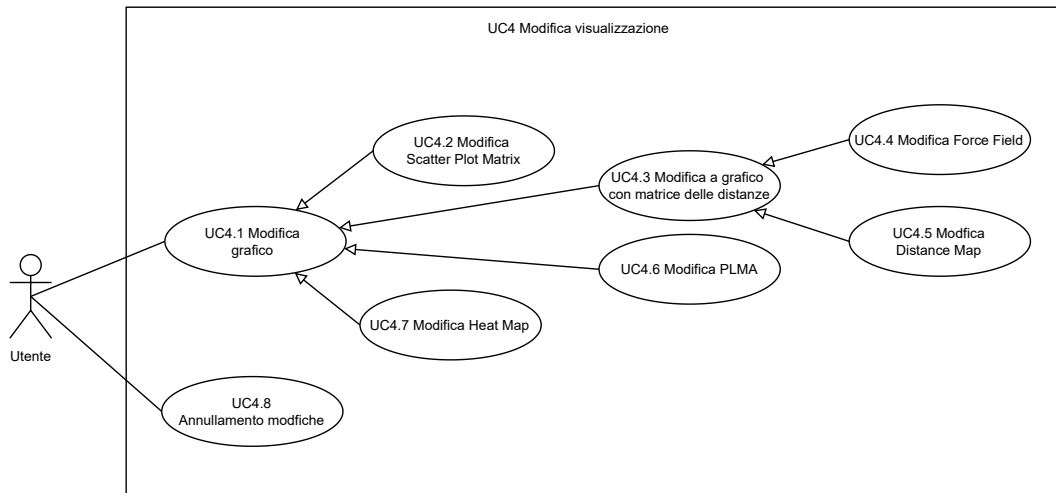 UC4 Modifica visualizzazione
UC4.2 Modifica
Scatter Plot Matrix
UC4.4 Modifica Force Field
UC4.3 Modifica a grafico
con matrice delle distanze
UC4.1 Modifica
grafico
UC4.5 Modfica
Distance Map
UC4.6 Modifica PLMA
UC4.7 Modifica Heat Map
Utente
UC4.8
Annullamento modfiche